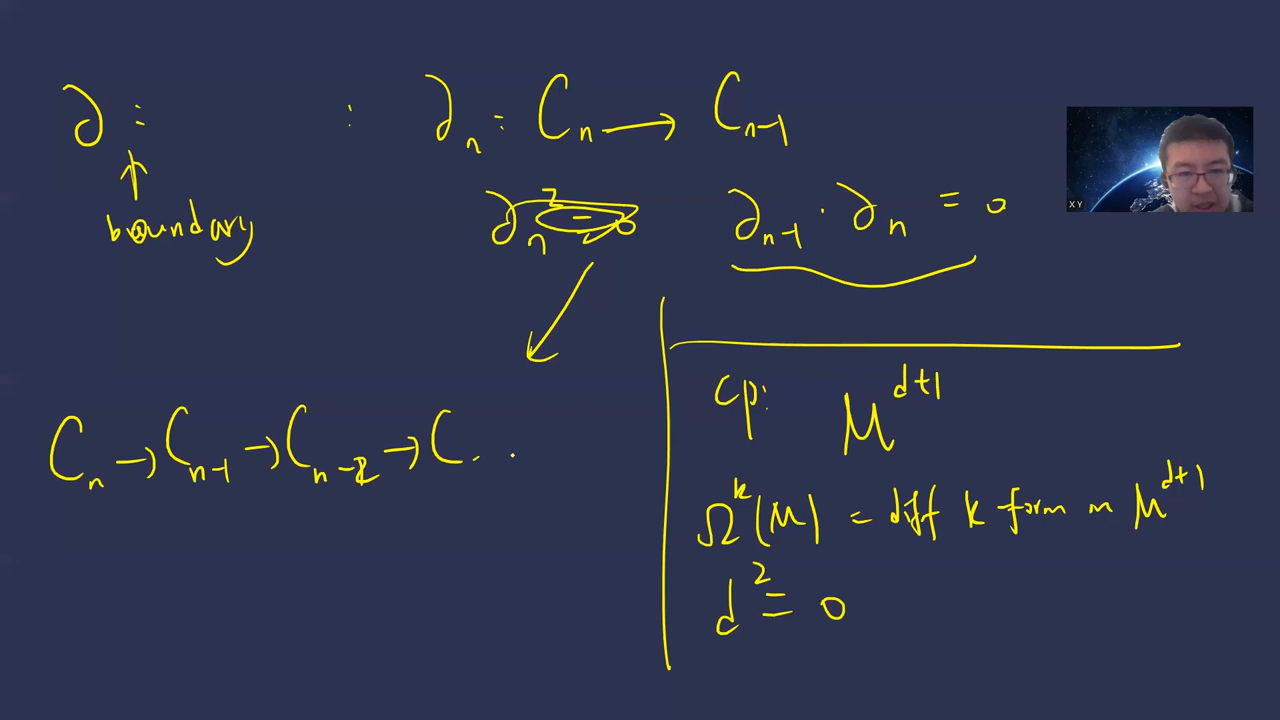 ∂ : : ∂_n : C_n → C_{n-1}
↑
boundary
∂_n^2 = 0 ∂_{n-1} · ∂_n = 0
C_n → C_{n-1} → C_{n-2} → C...
cp: M^{d+1}
Ω^k(M) = diff k-form on M^{d+1}
d^2 = 0
X Y